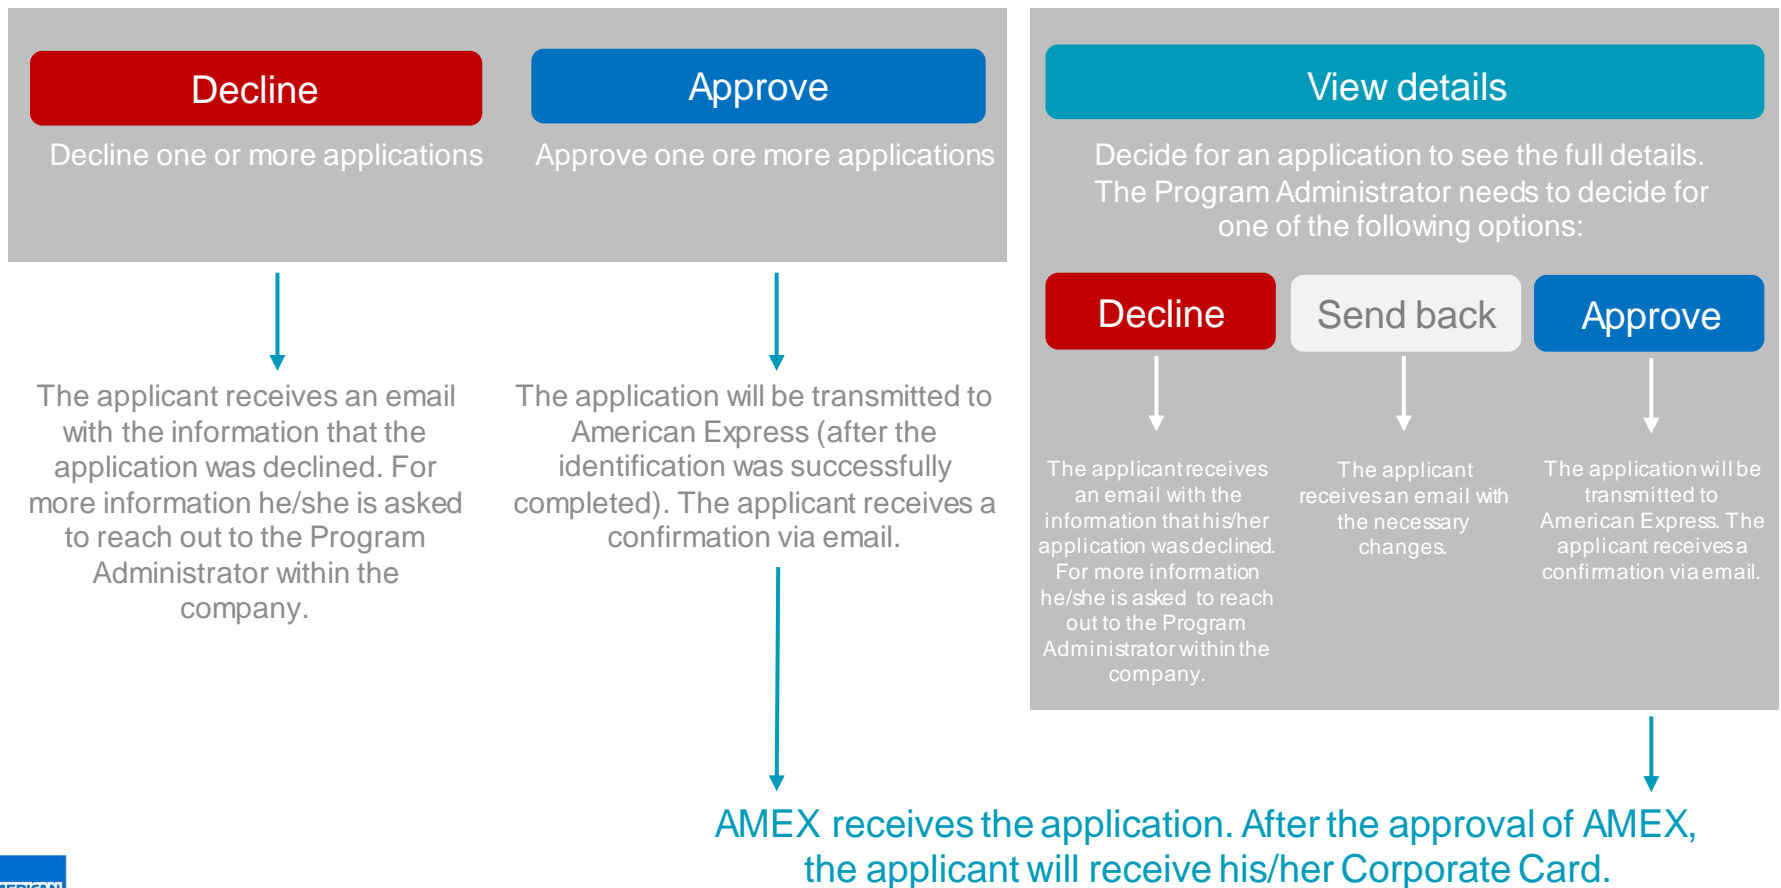 Decline
Decline one or more applications
The applicant receives an email
with the information that the
application was declined. For
more information he/she is asked
to reach out to the Program
Administrator within the
company.
Approve
Approve one ore more applications
The application will be transmitted to
American Express (after the
identification was successfully
completed). The applicant receives a
confirmation via email.
View details
Decide for an application to see the full details.
The Program Administrator needs to decide for
one of the following options:
Decline
The applicant receives
an email with the
information that his/her
application was declined.
For more information
he/she is asked to reach
out to the Program
Administrator within the
company.
Send back
The applicant
receives an email with
the necessary
changes.
Approve
The application will be
transmitted to
American Express. The
applicant receives a
confirmation via email.
AMEX receives the application. After the approval of AMEX,
the applicant will receive his/her Corporate Card.